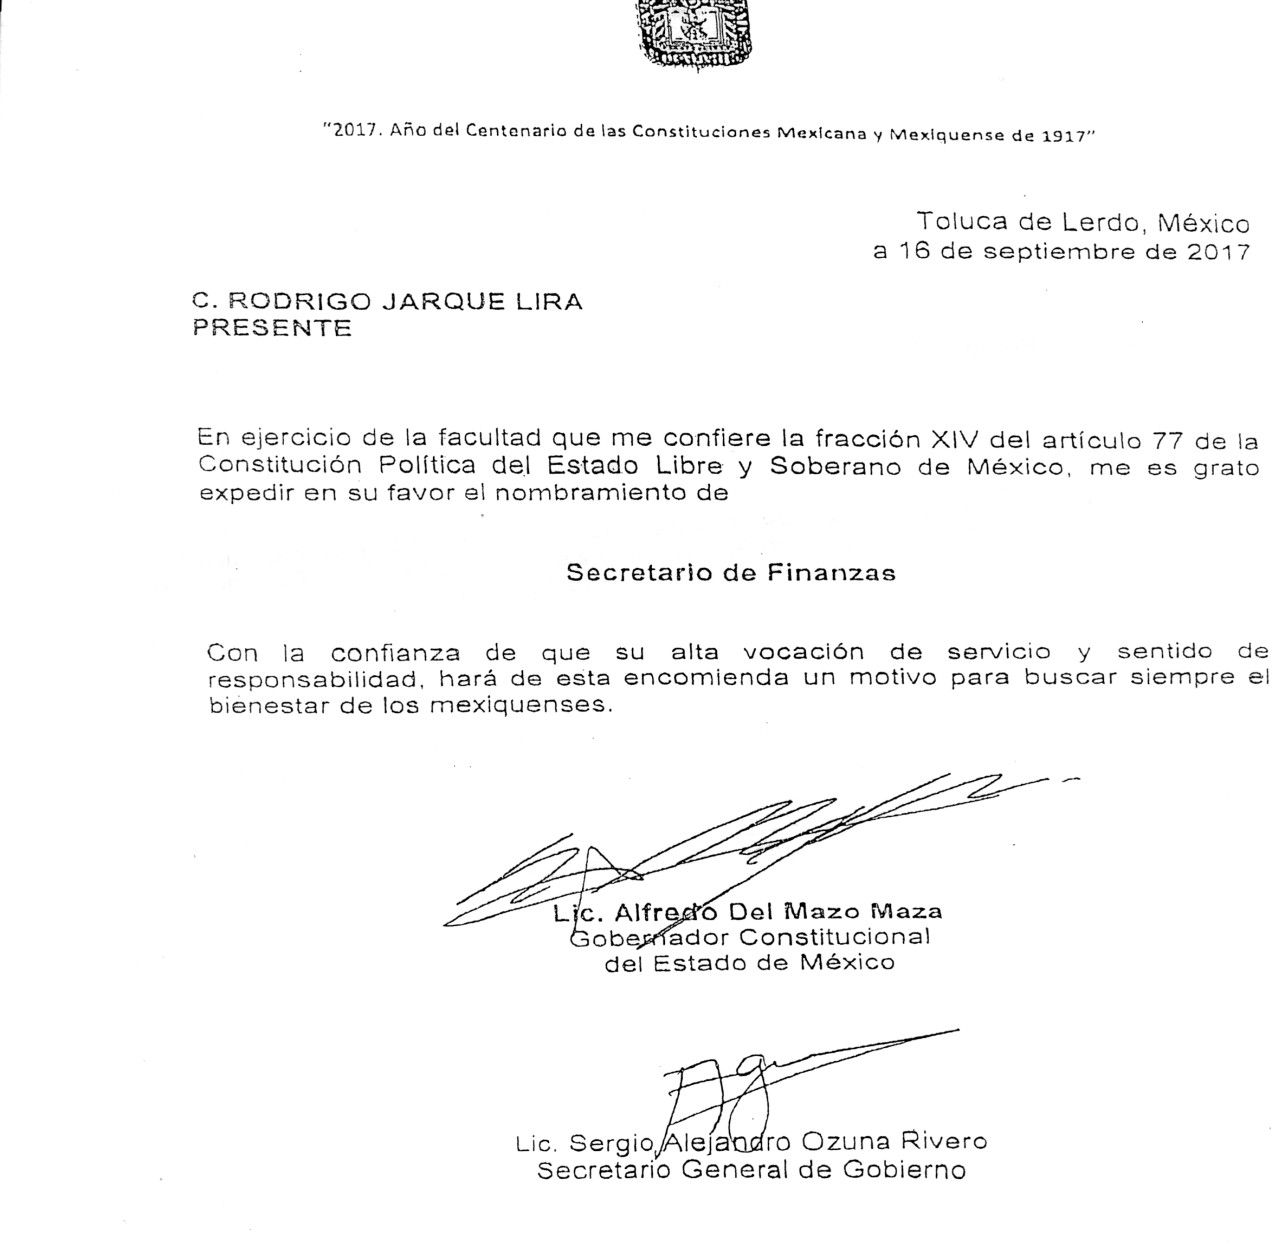 "2017. Año del Centenario de las Constituciones Mexicana y Mexiquense de 1917"
Toluca de Lerdo, México
a 16 de septiembre de 2017
C. RODRIGO JARQUE LIRA
PRESENTE
En ejercicio de la facultad que me confiere la fracción XIV del artículo 77 de la
Constitución Política del Estado Libre y Soberano de México, me es grato
expedir en su favor el nombramiento de
Secretario de Finanzas
Con la confianza de que su alta vocación de servicio y sentido de
responsabilidad, hará de esta encomienda un motivo para buscar siempre el
bienestar de los mexiquenses.
Lic. Alfredo Del Mazo Maza
Gobernador Constitucional
del Estado de México
Lic. Sergio Alejandro Ozuna Rivero
Secretario General de Gobierno